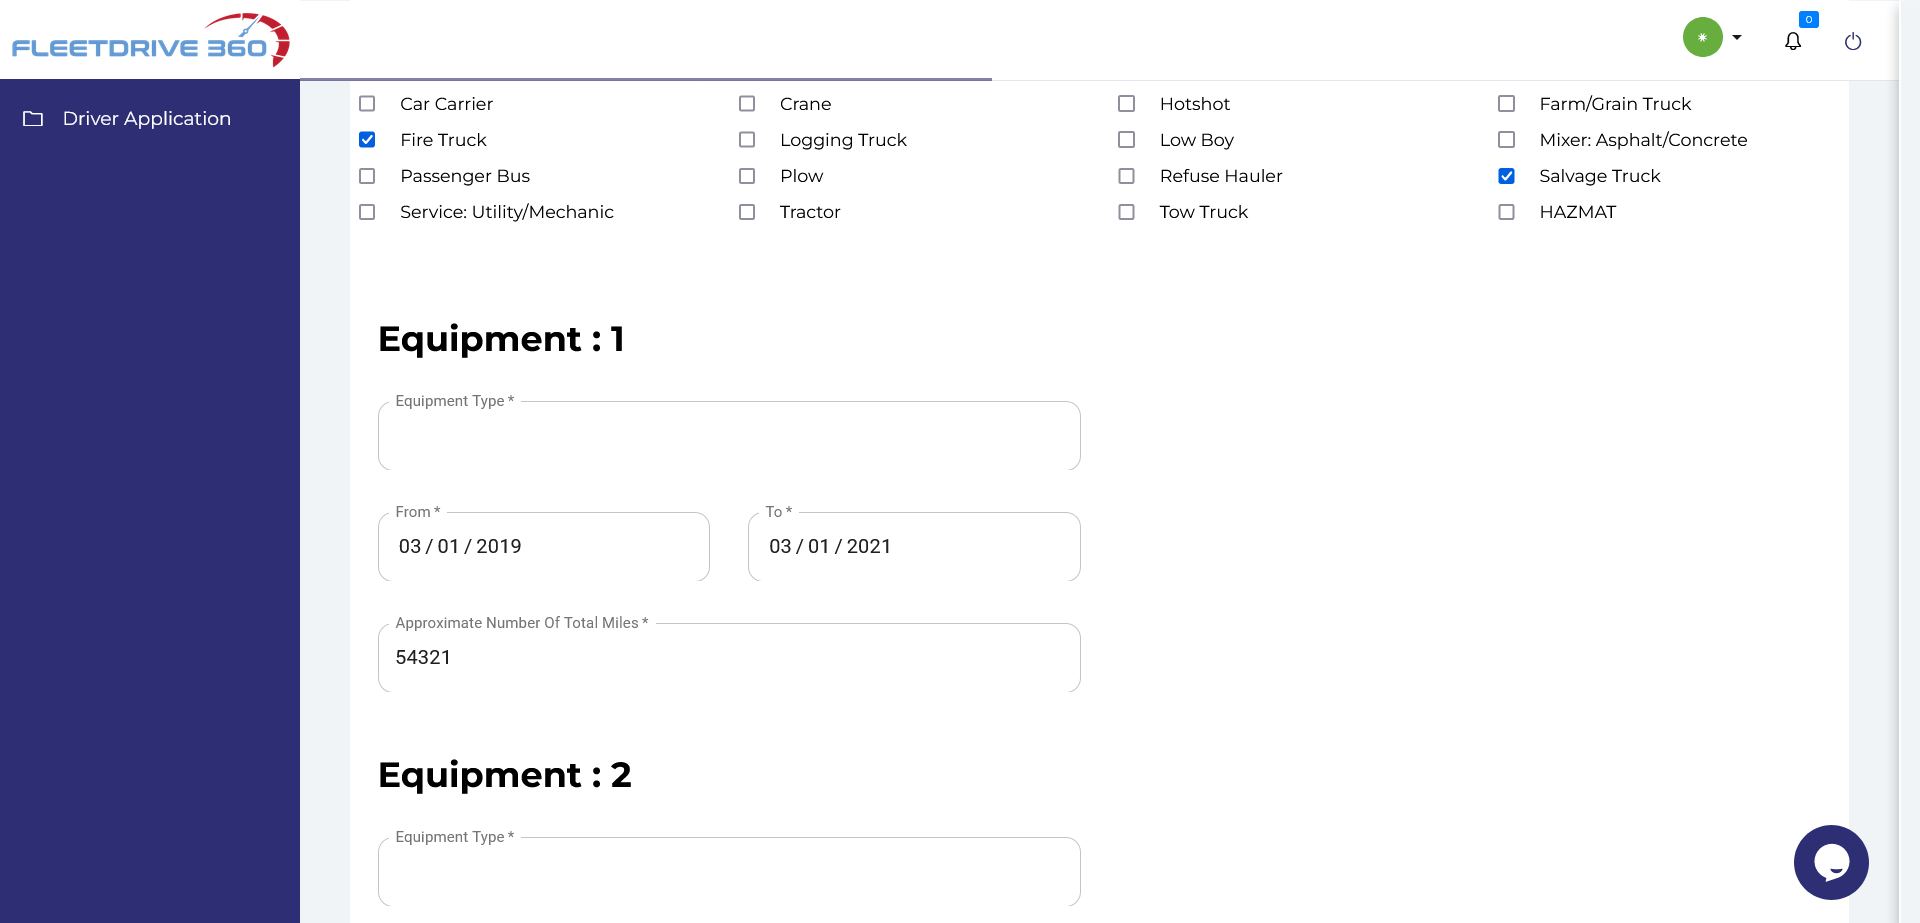 FLEETDRIVE 360
0
Driver Application
Car Carrier
Crane
Hotshot
Farm/Grain Truck
Fire Truck
Logging Truck
Low Boy
Mixer: Asphalt/Concrete
Passenger Bus
Plow
Refuse Hauler
Salvage Truck
Service: Utility/Mechanic
Tractor
Tow Truck
HAZMAT
Equipment : 1
Equipment Type *
From *
03 / 01 / 2019
To *
03 / 01 / 2021
Approximate Number Of Total Miles *
54321
Equipment : 2
Equipment Type *